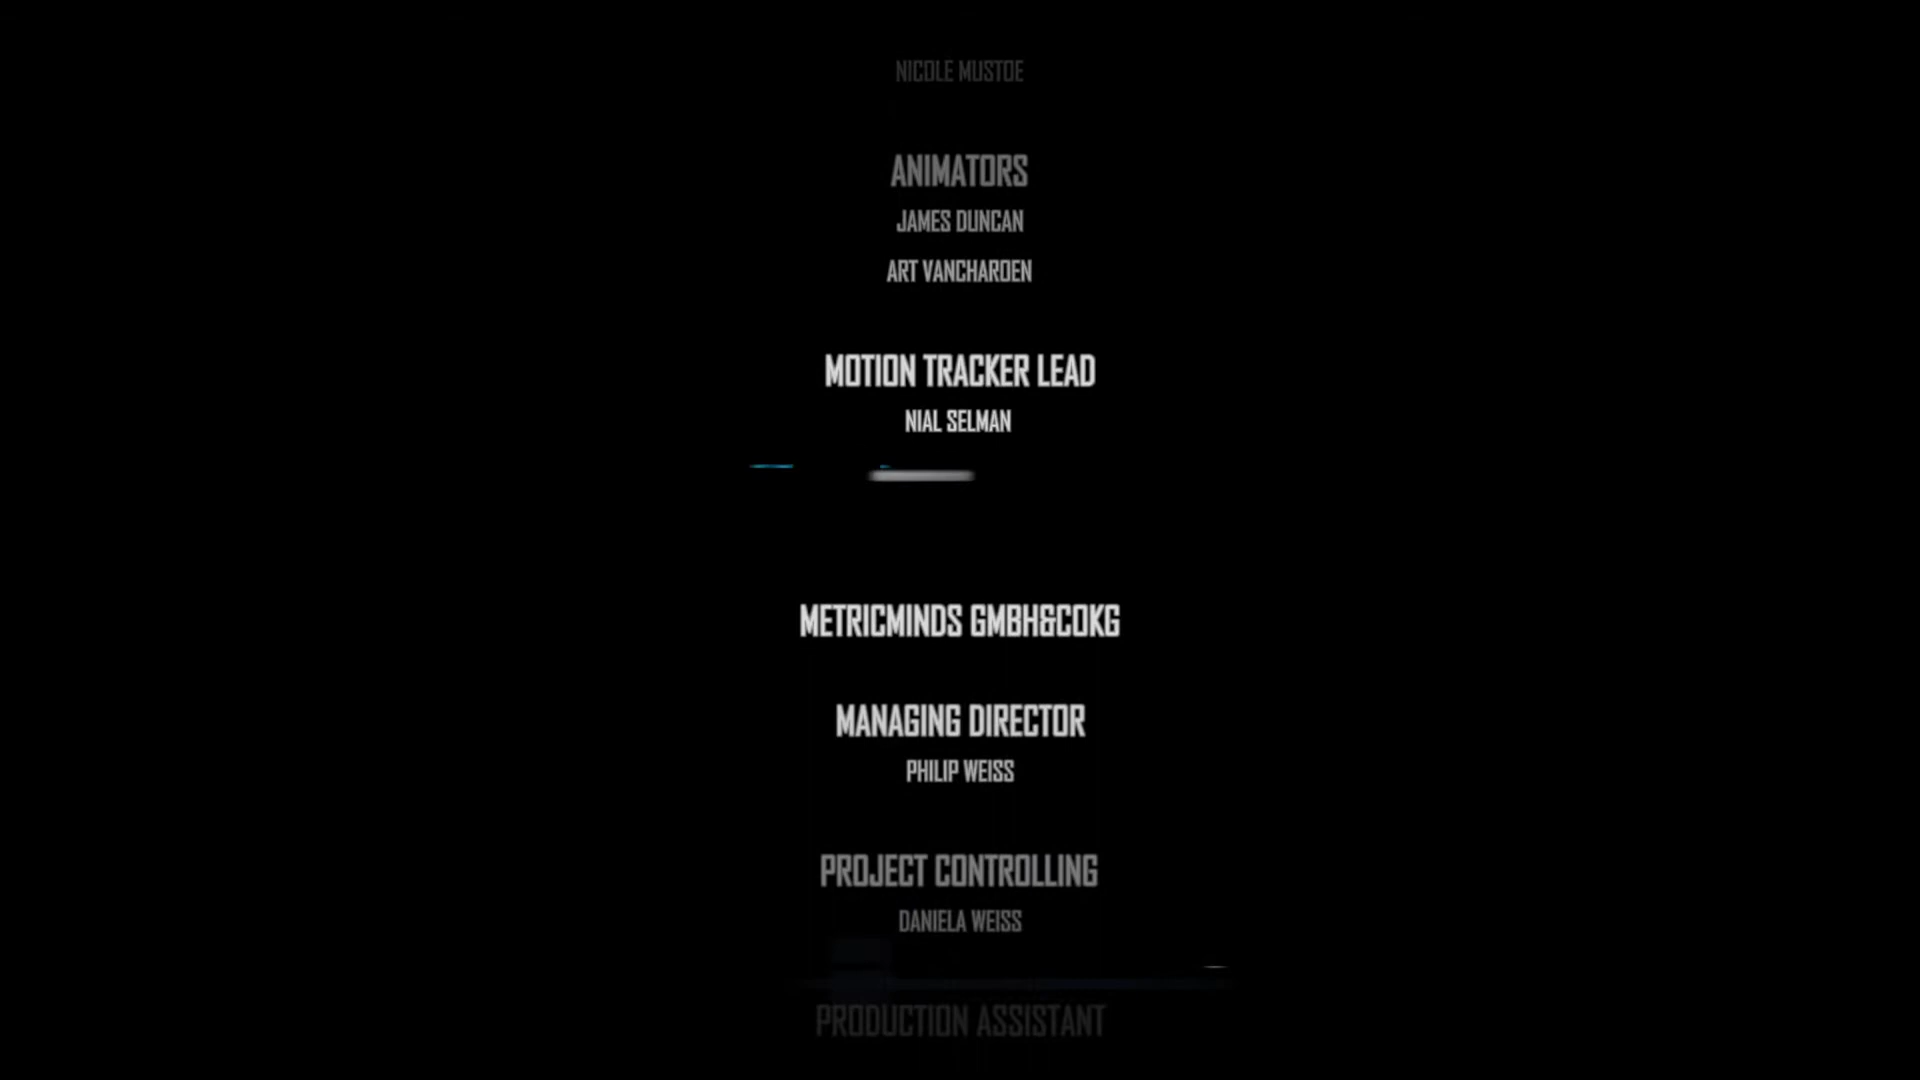 NICOLE MUSTOE
ANIMATORS
JAMES DUNCAN
ART VANCHAROEN
MOTION TRACKER LEAD
NIAL SELMAN
METRICMINDS GMBH&COKG
MANAGING DIRECTOR
PHILIP WEISS
PROJECT CONTROLLING
DANIELA WEISS
PRODUCTION ASSISTANT